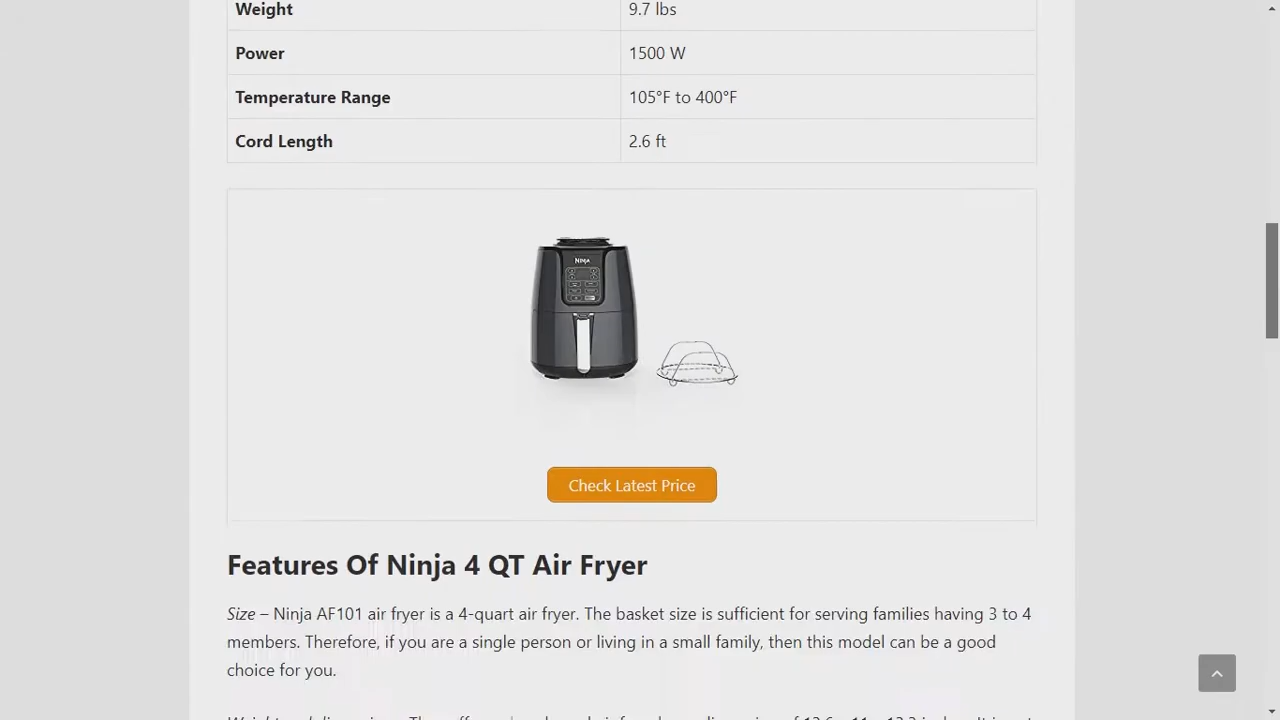 Weight 9.7 lbs
Power 1500 W
Temperature Range 105°F to 400°F
Cord Length 2.6 ft
NINJA
Check Latest Price
Features Of Ninja 4 QT Air Fryer
Size – Ninja AF101 air fryer is a 4-quart air fryer. The basket size is sufficient for serving families having 3 to 4
members. Therefore, if you are a single person or living in a small family, then this model can be a good
choice for you.